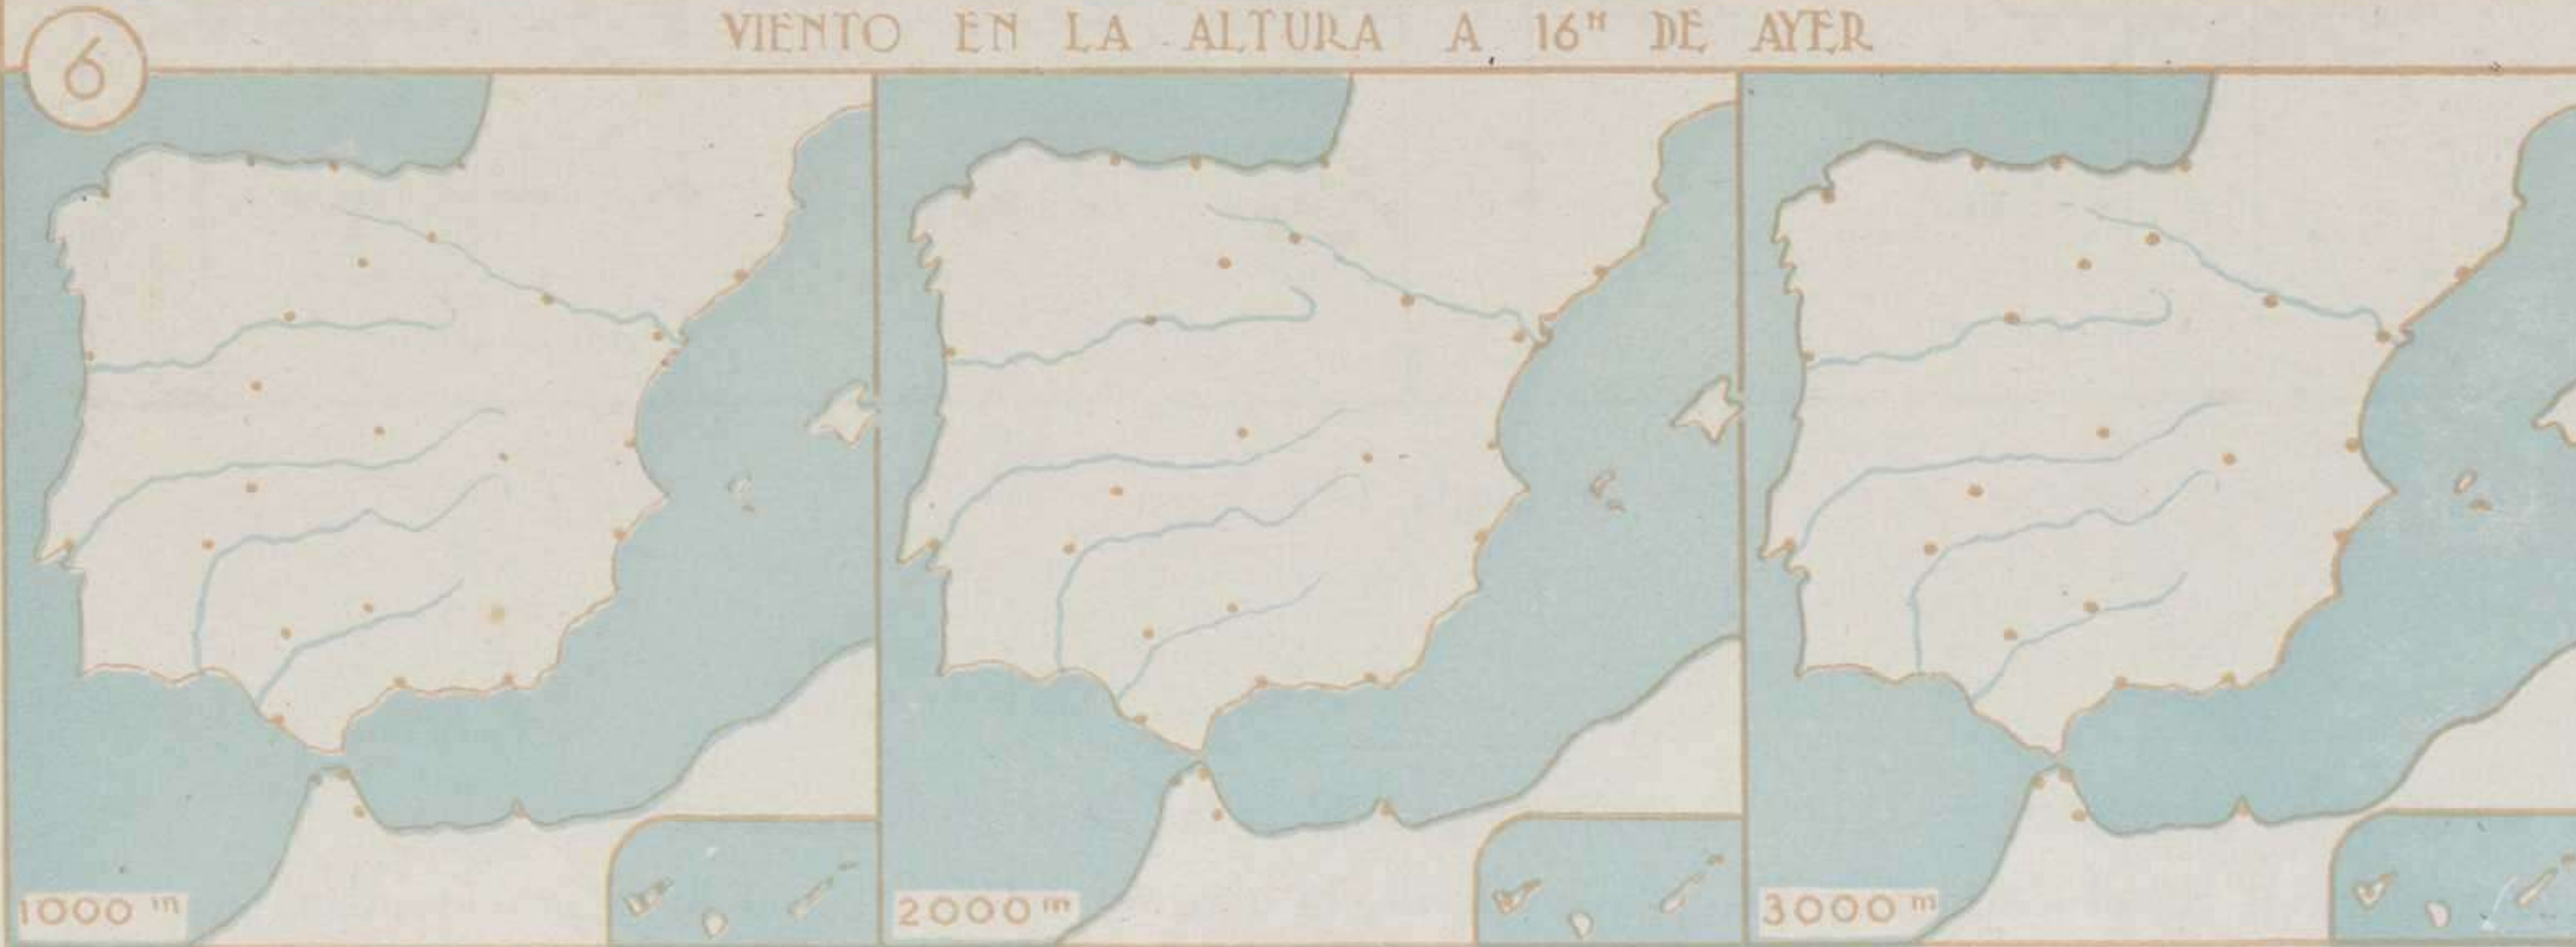 6
VIENTO EN LA ALTURA A 16ᴴ DE AYER
1000 m
2000 m
3000 m